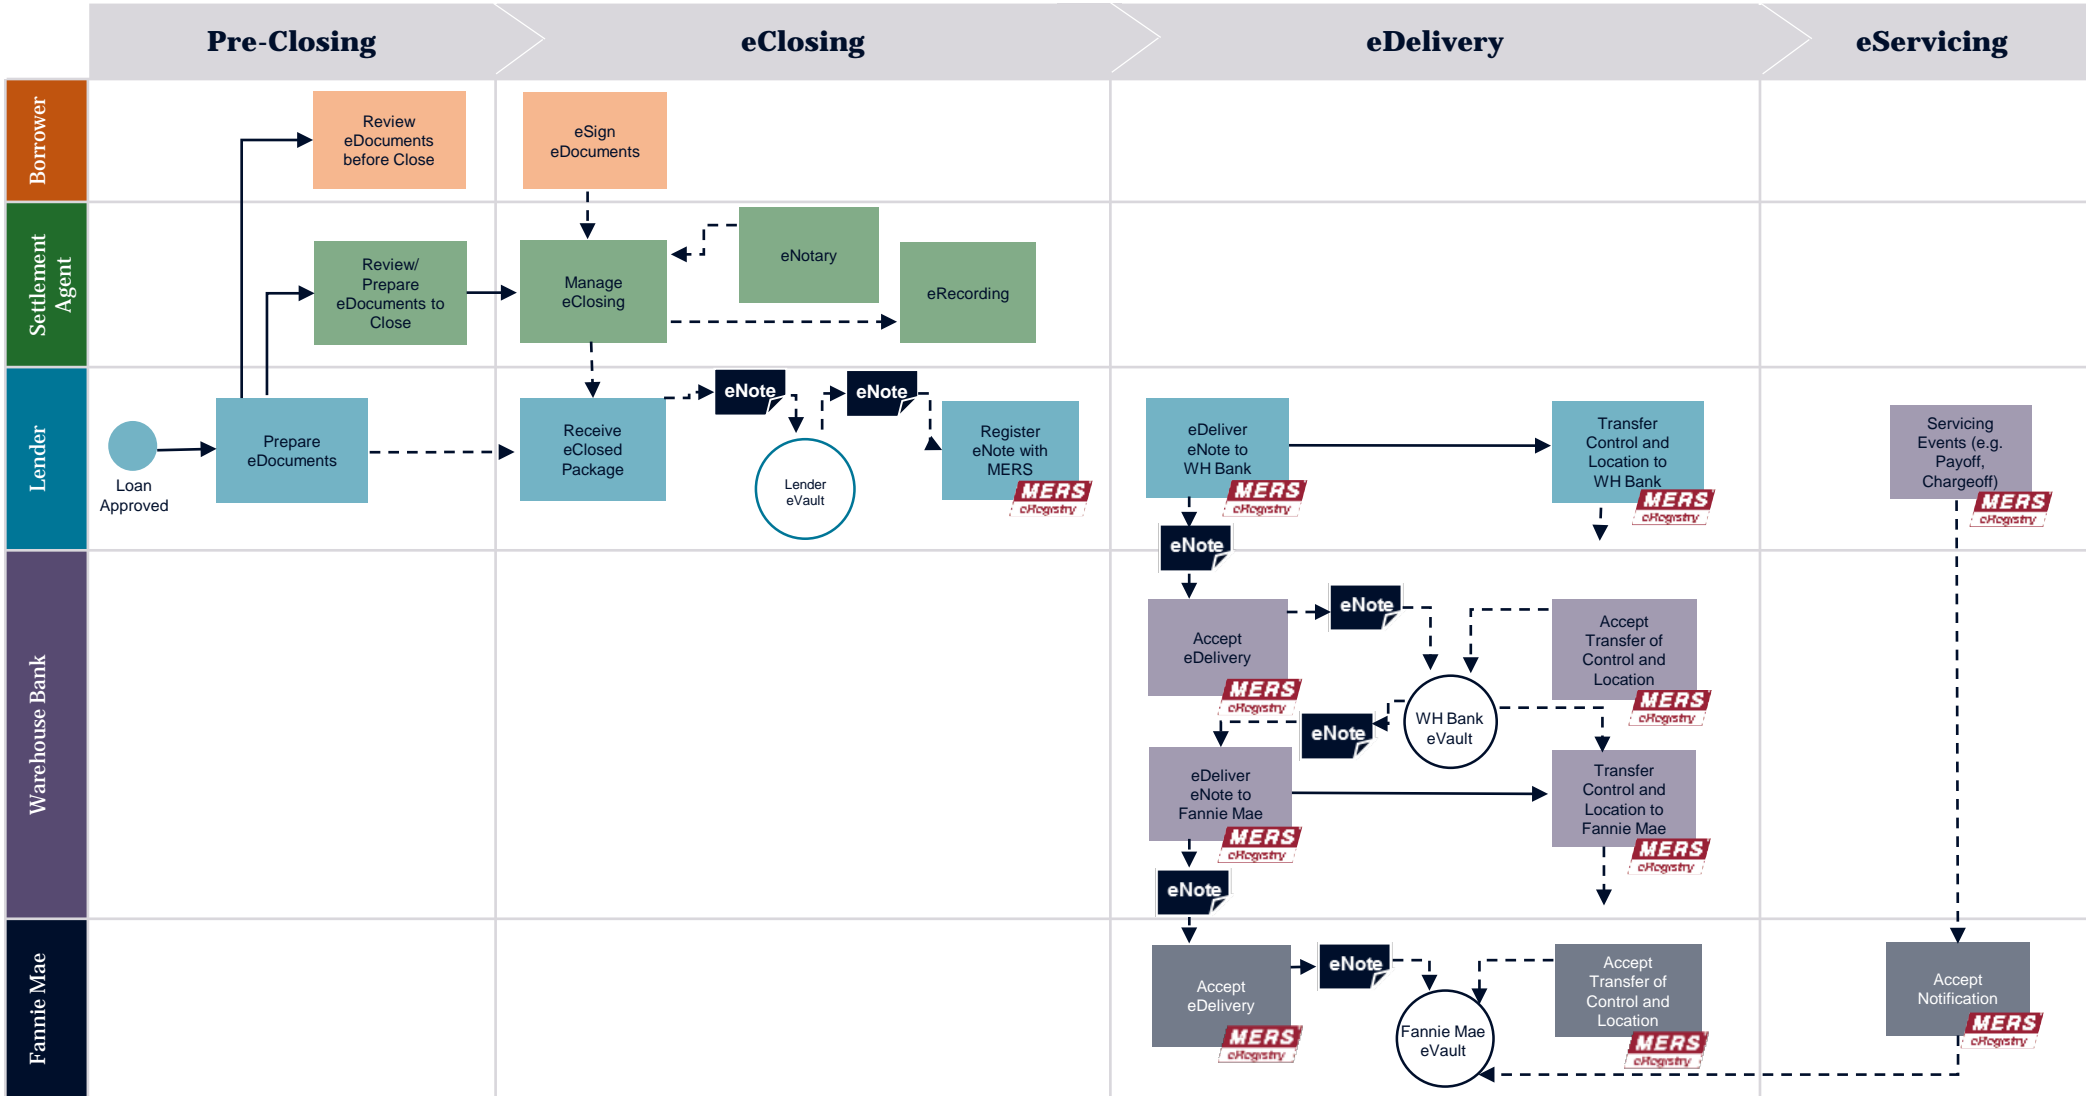 Pre-Closing
eClosing
eDelivery
eServicing
Borrower
Review
eDocuments
before Close
eSign
eDocuments
Settlement
Agent
Review/
Prepare
eDocuments to
Close
Manage
eClosing
eNotary
eRecording
Lender
Loan
Approved
Prepare
eDocuments
Receive
eClosed
Package
eNote
Lender
eVault
eNote
Register
eNote with
MERS
MERS
eRegistry
eDeliver
eNote to
WH Bank
MERS
eRegistry
Transfer
Control and
Location to
WH Bank
MERS
eRegistry
Servicing
Events (e.g.
Payoff,
Chargeoff)
MERS
eRegistry
eNote
Warehouse Bank
Accept
eDelivery
MERS
eRegistry
eNote
WH Bank
eVault
Accept
Transfer of
Control and
Location
MERS
eRegistry
eNote
eDeliver
eNote to
Fannie Mae
MERS
eRegistry
Transfer
Control and
Location to
Fannie Mae
MERS
eRegistry
eNote
Fannie Mae
Accept
eDelivery
MERS
eRegistry
eNote
Fannie Mae
eVault
Accept
Transfer of
Control and
Location
MERS
eRegistry
Accept
Notification
MERS
eRegistry